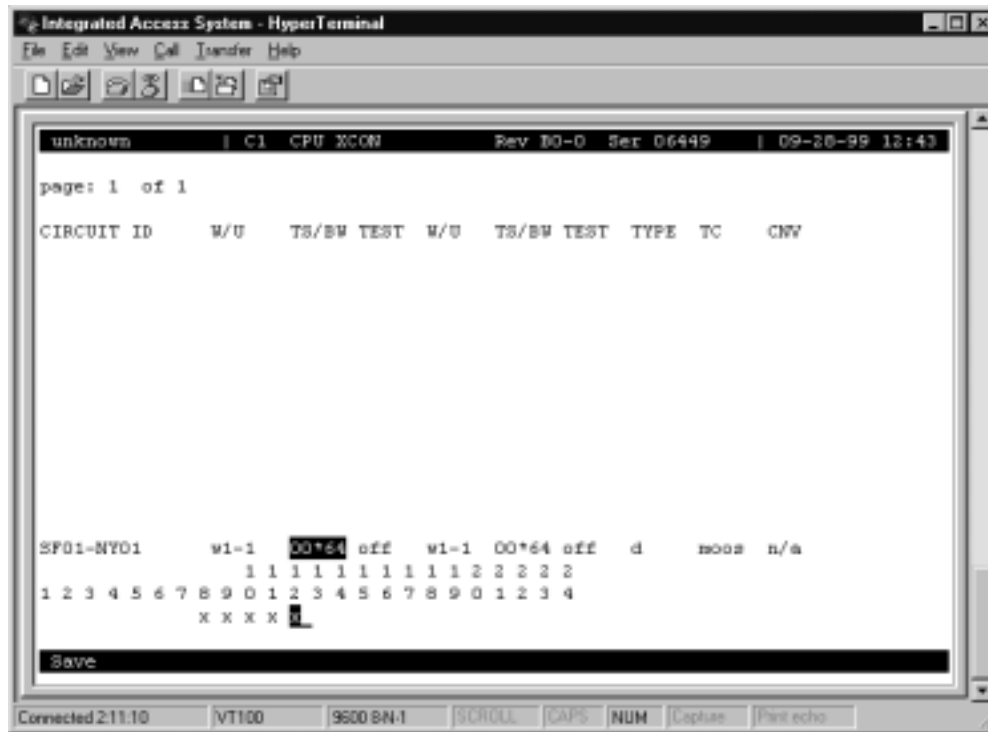 Integrated Access System - HyperTerminal
File Edit View Call Transfer Help
unknown | C1 CPU XCON Rev B0-0 Ser 06449 | 09-28-99 12:43
page: 1 of 1
CIRCUIT ID W/U TS/BW TEST W/U TS/BW TEST TYPE TC CNV
SF01-NY01 w1-1 00*64 off w1-1 00*64 off d moos n/a
1 1 1 1 1 1 1 1 1 1 2 2 2 2 2
1 2 3 4 5 6 7 8 9 0 1 2 3 4 5 6 7 8 9 0 1 2 3 4
x x x x x_
Save
Connected 2:11:10 VT100 9600 8-N-1 SCROLL CAPS NUM Capture Print echo